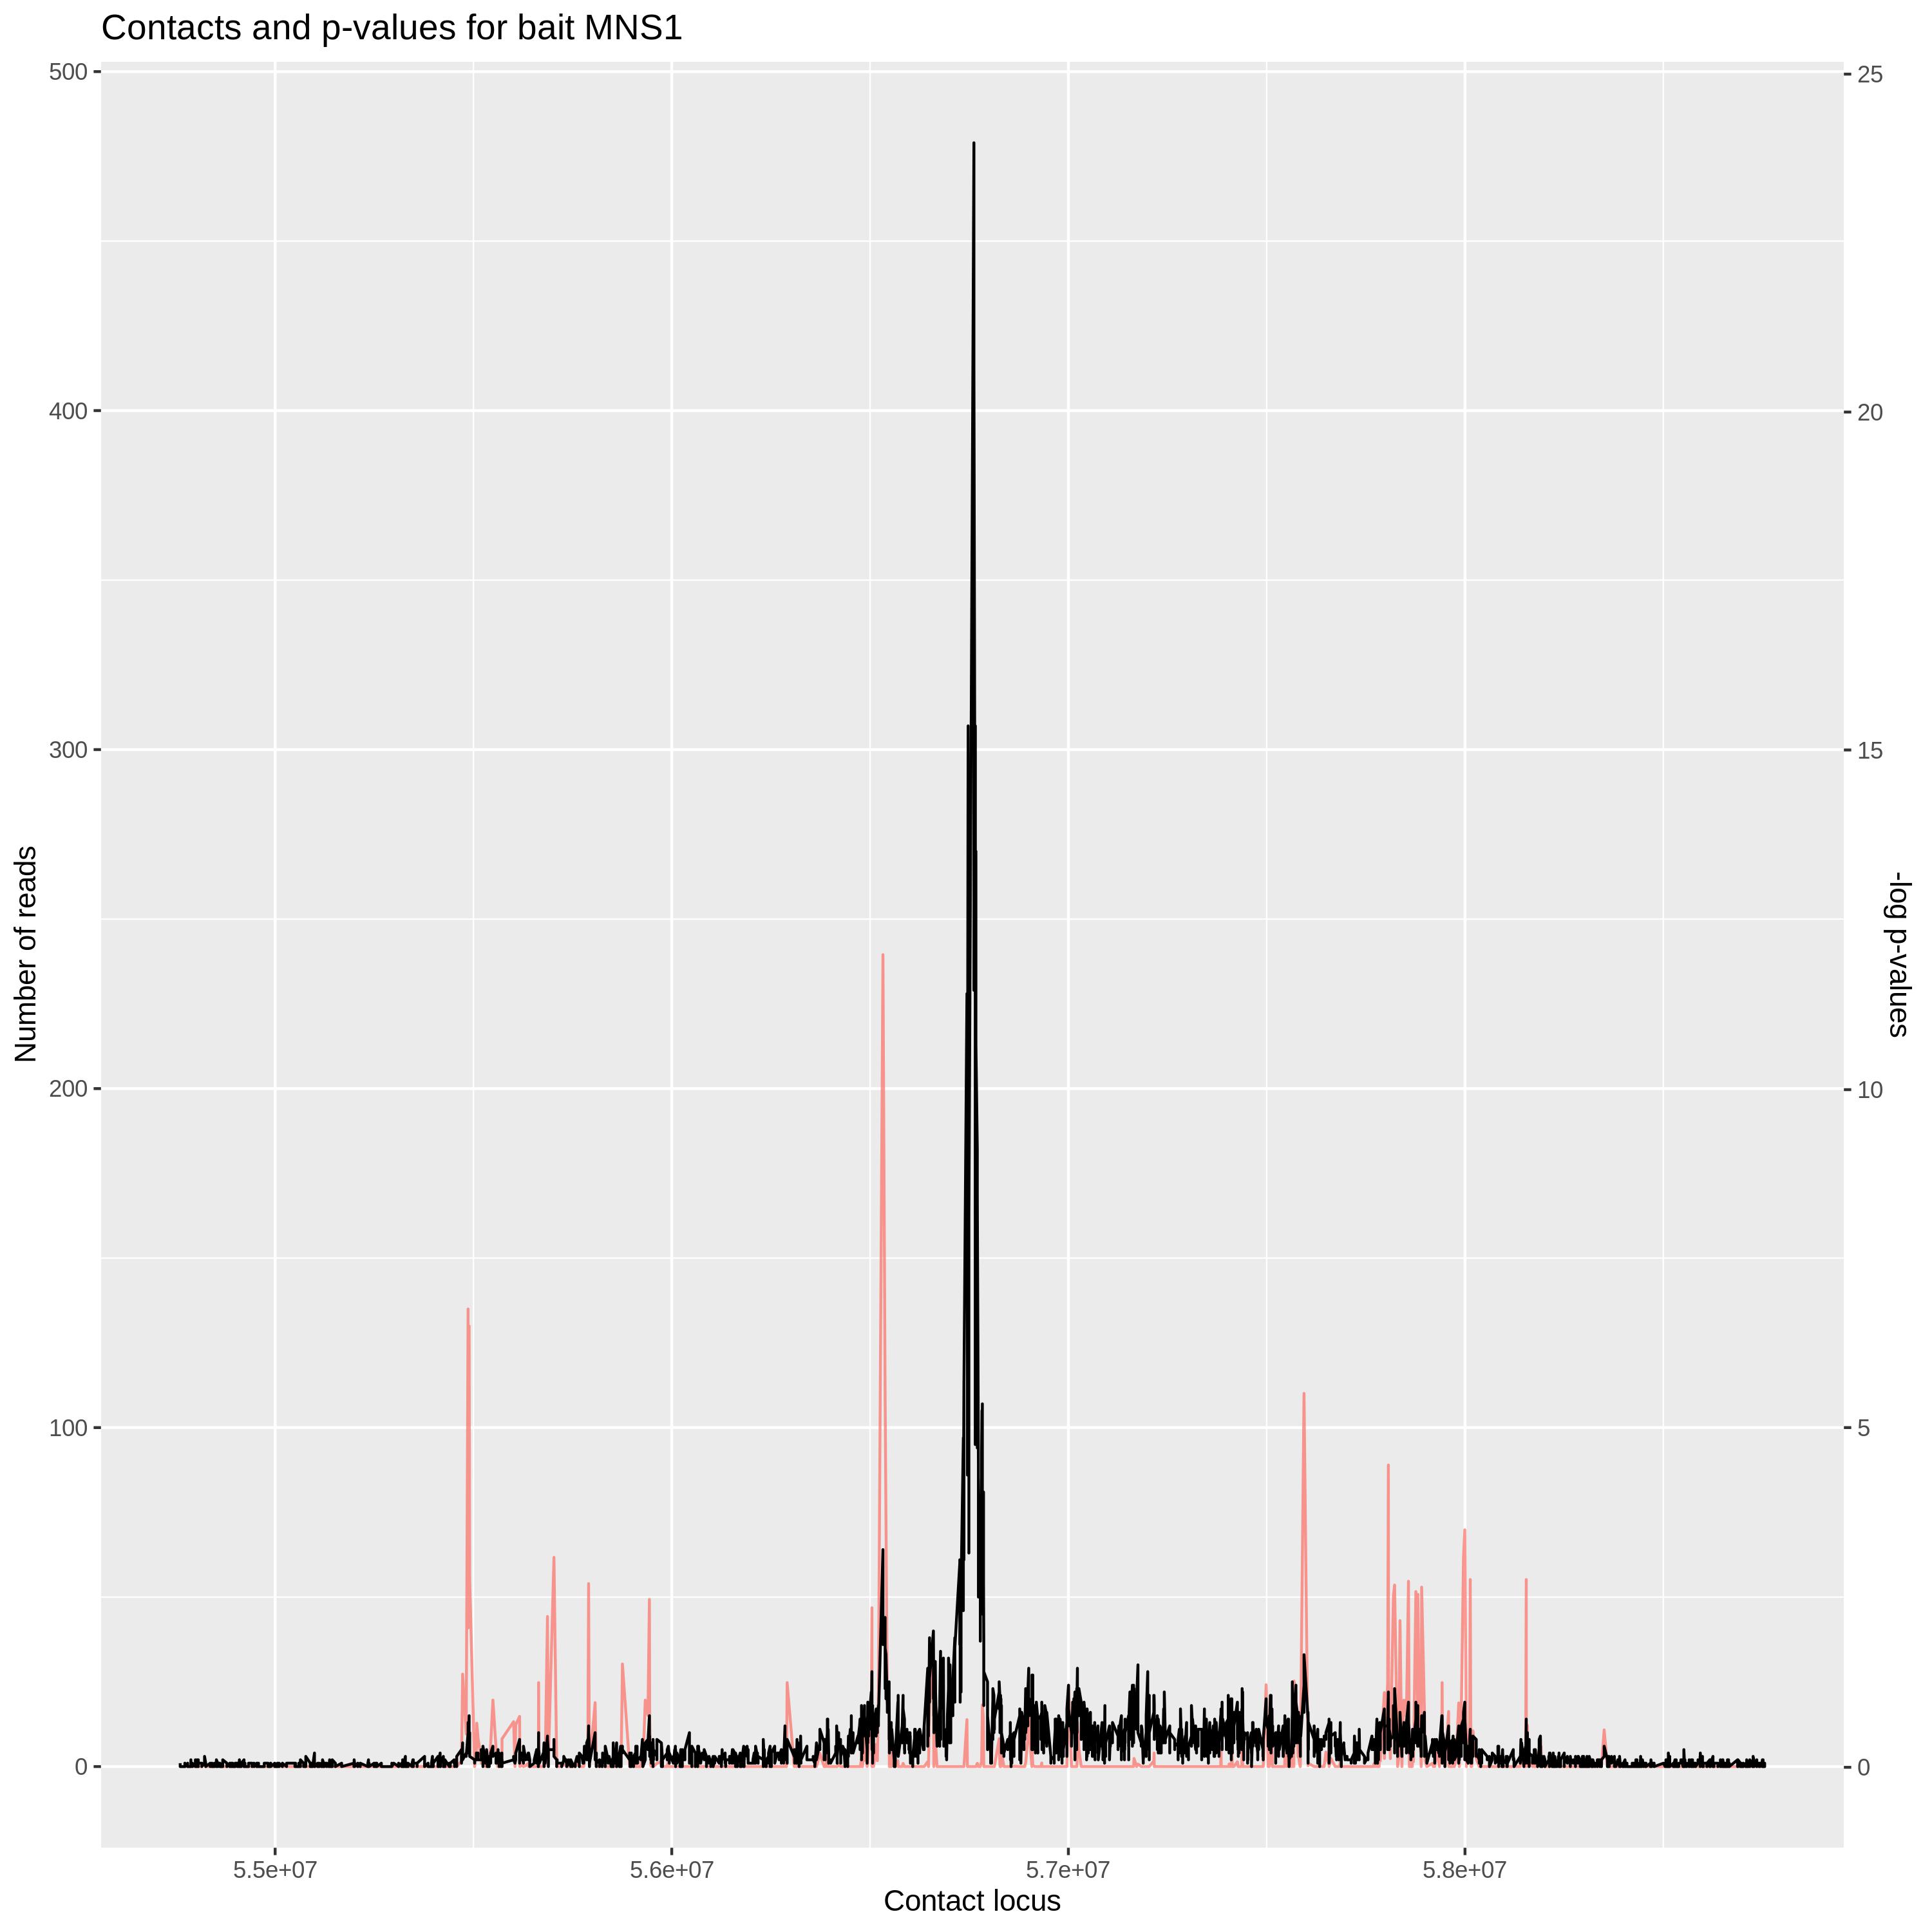 Contacts and p-values for bait MNS1
500
400
300
200
100
0
Number of reads
25
20
15
10
5
0
-log p-values
5.5e+07
5.6e+07
5.7e+07
5.8e+07
Contact locus